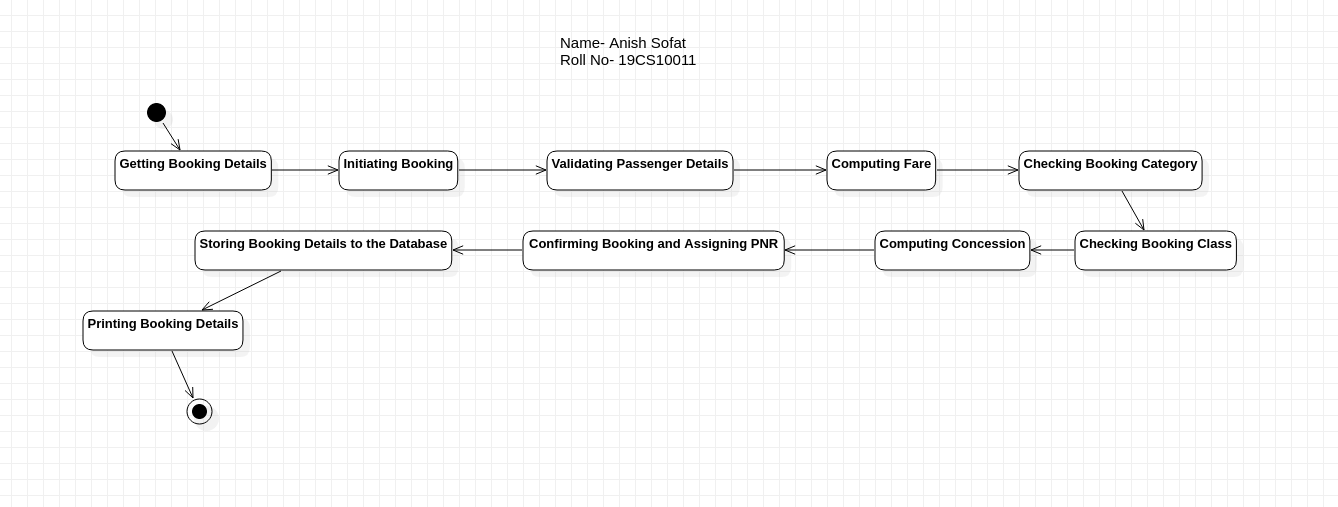 Name- Anish Sofat
Roll No- 19CS10011
Getting Booking Details
Initiating Booking
Validating Passenger Details
Computing Fare
Checking Booking Category
Checking Booking Class
Computing Concession
Confirming Booking and Assigning PNR
Storing Booking Details to the Database
Printing Booking Details